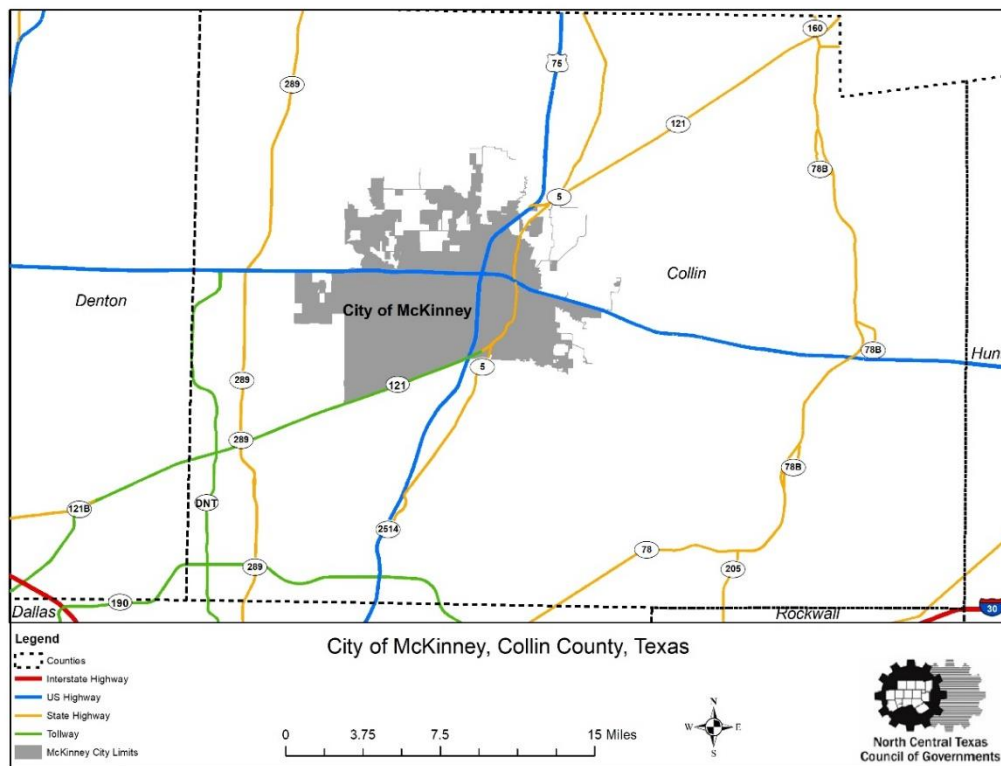 160
75
289
121
78B
5
Collin
Denton
City of McKinney
78B
Hun
5
289
121
289
78B
121B
DNT
2514
78
289
205
190
Dallas
Rockwall
30
Legend
Counties
Interstate Highway
US Highway
State Highway
Tollway
McKinney City Limits
City of McKinney, Collin County, Texas
0 3.75 7.5 15 Miles
N
W E
S
North Central Texas
Council of Governments